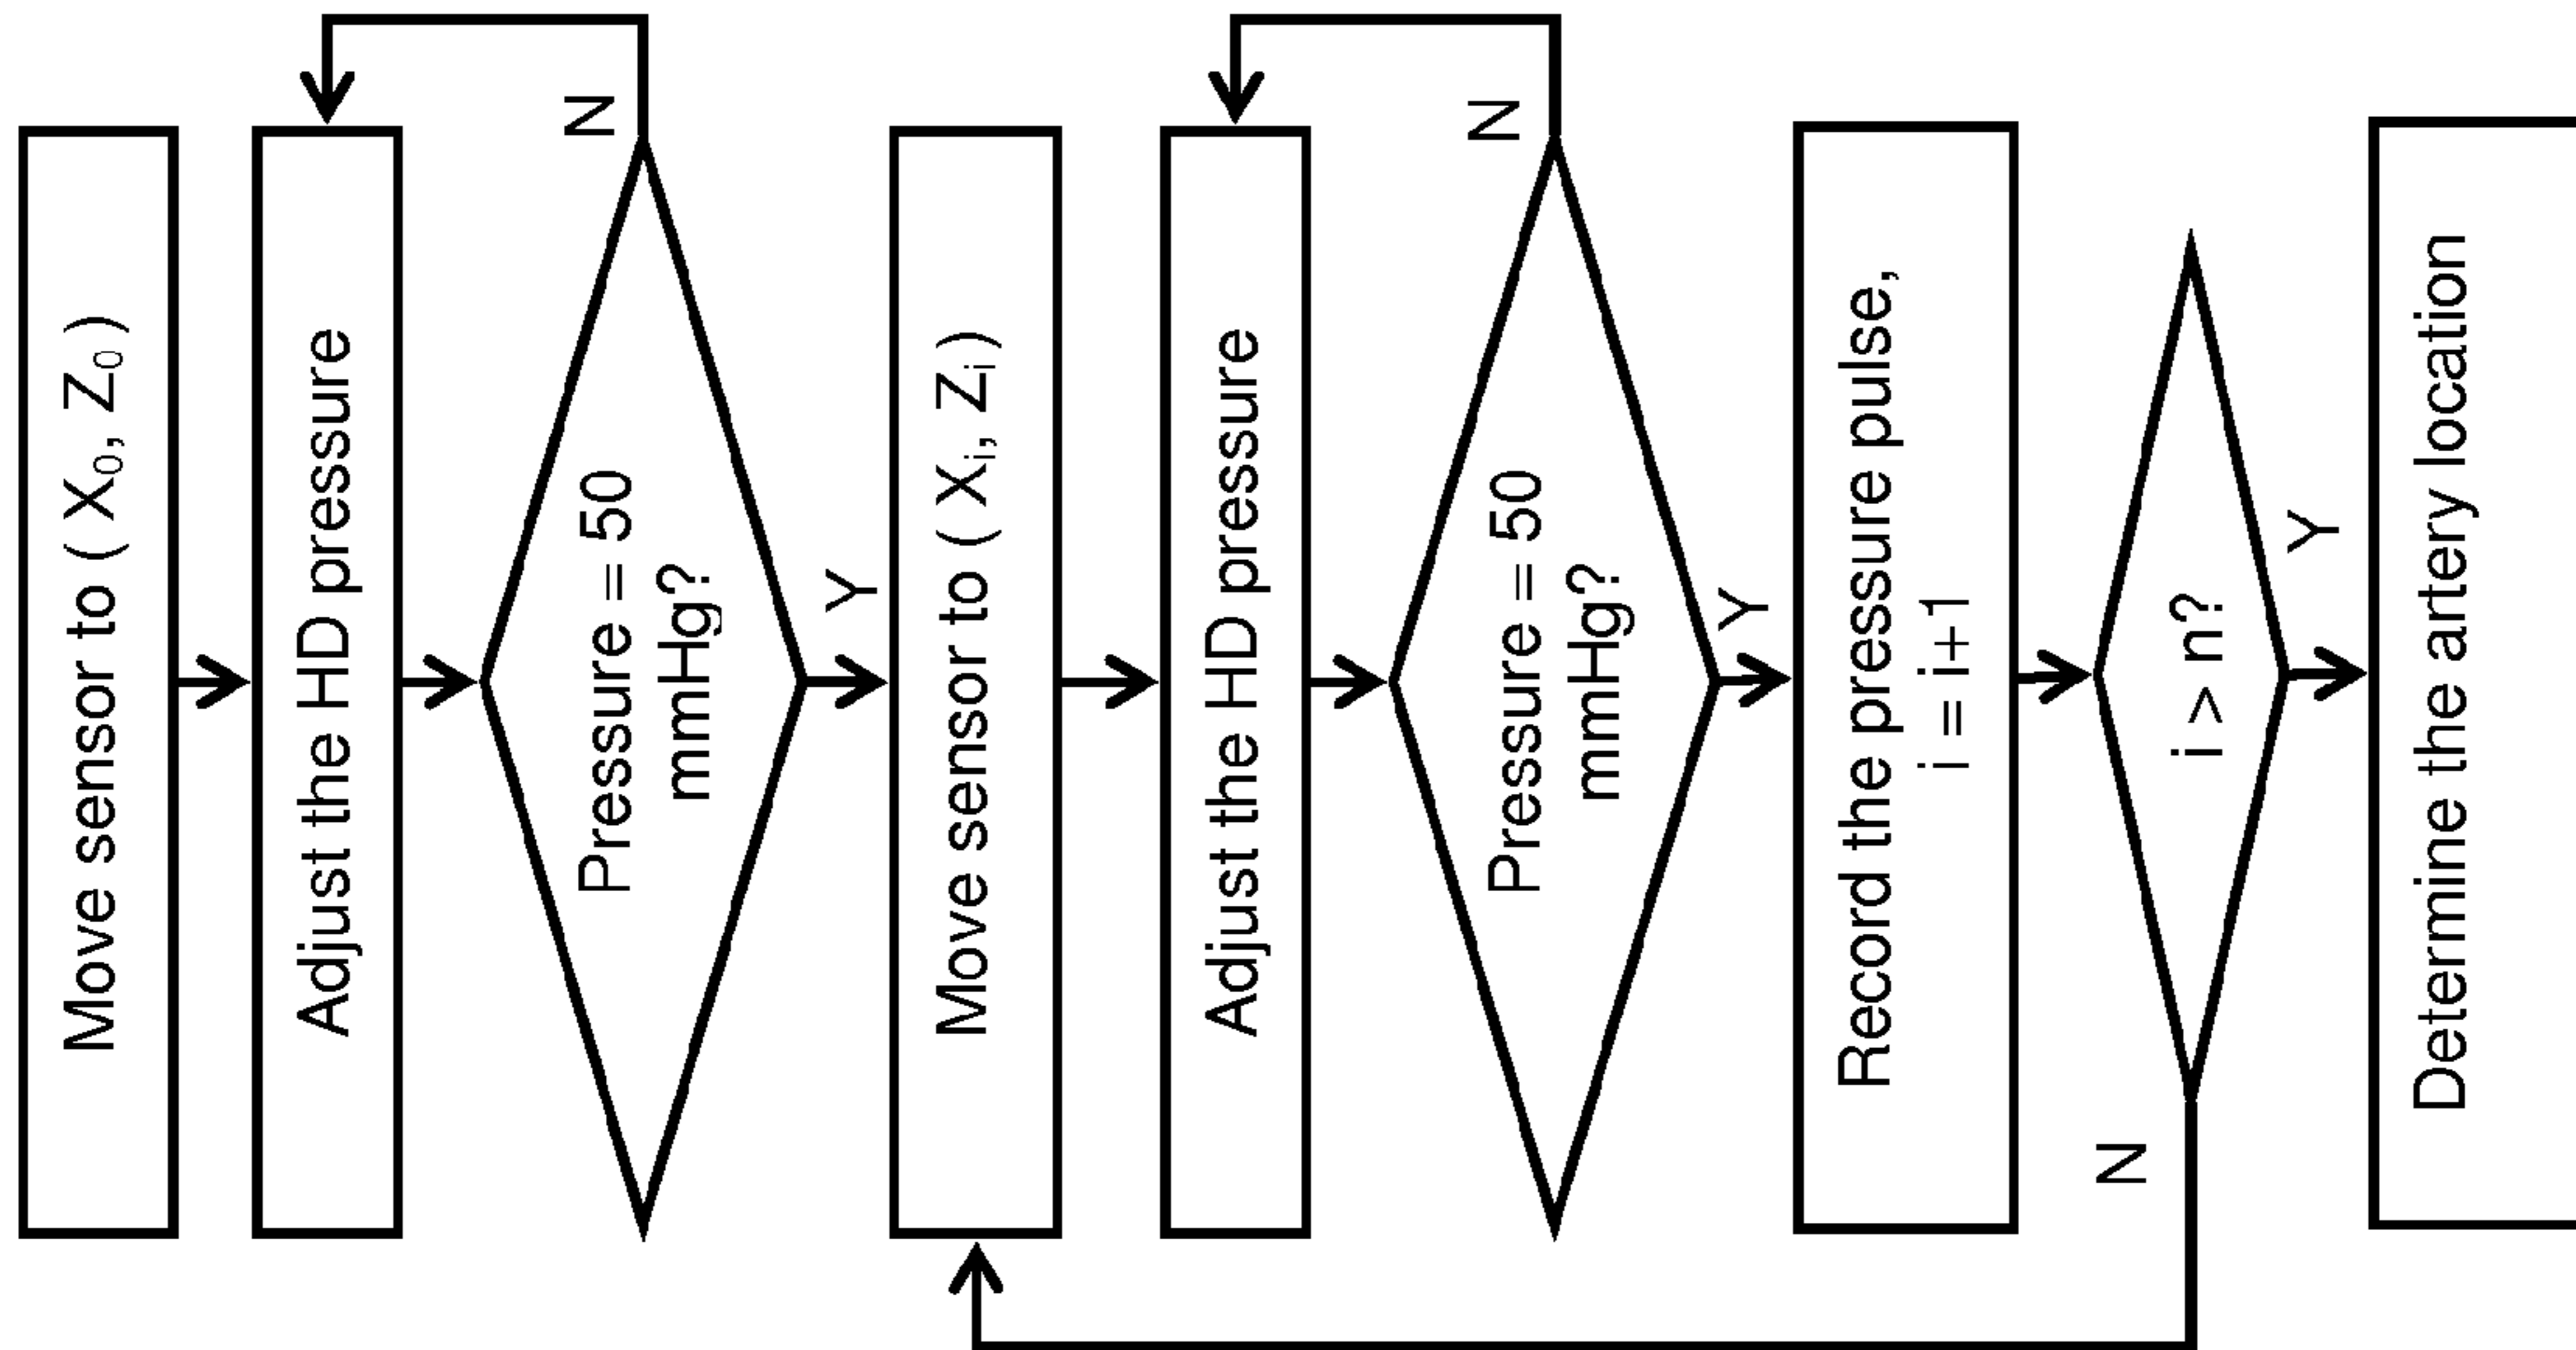 Move sensor to ( X₀, Z₀ )
Adjust the HD pressure
Pressure = 50
mmHg?
N
Y
Move sensor to ( Xᵢ, Zᵢ )
Adjust the HD pressure
Pressure = 50
mmHg?
N
Y
Record the pressure pulse,
i = i+1
i > n?
N
Y
Determine the artery location